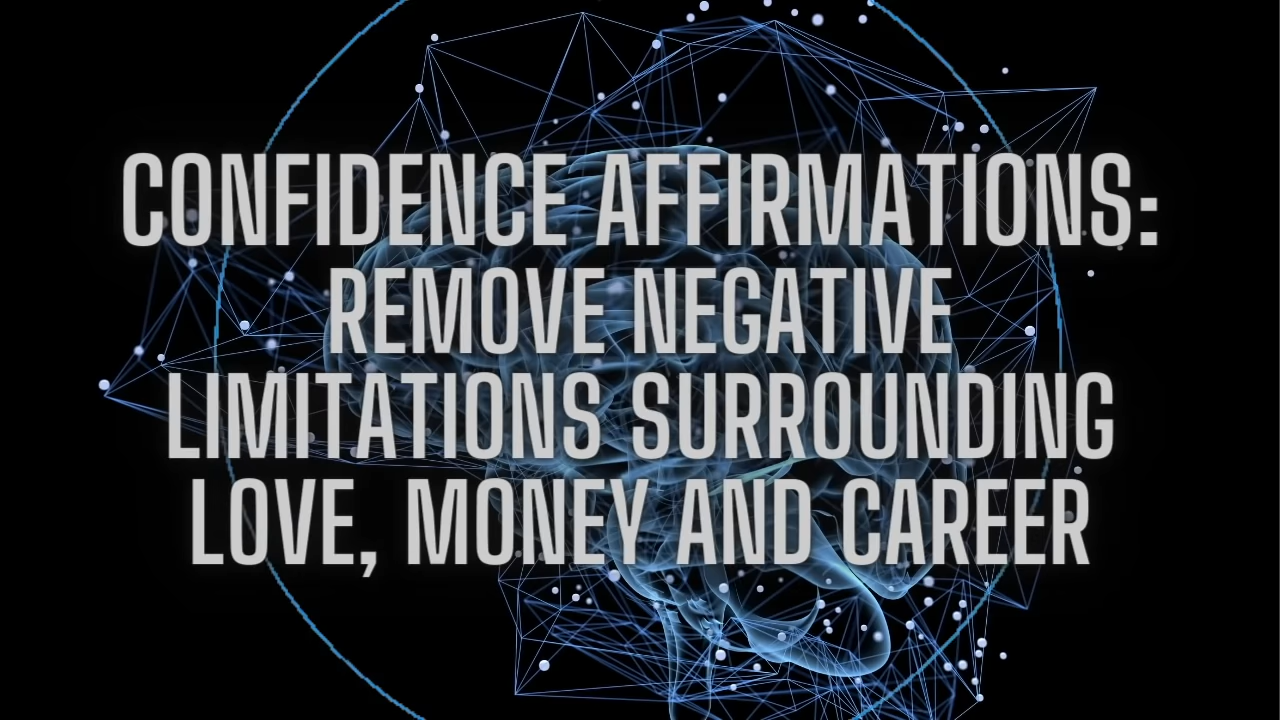 CONFIDENCE AFFIRMATIONS:
REMOVE NEGATIVE
LIMITATIONS SURROUNDING
LOVE, MONEY AND CAREER